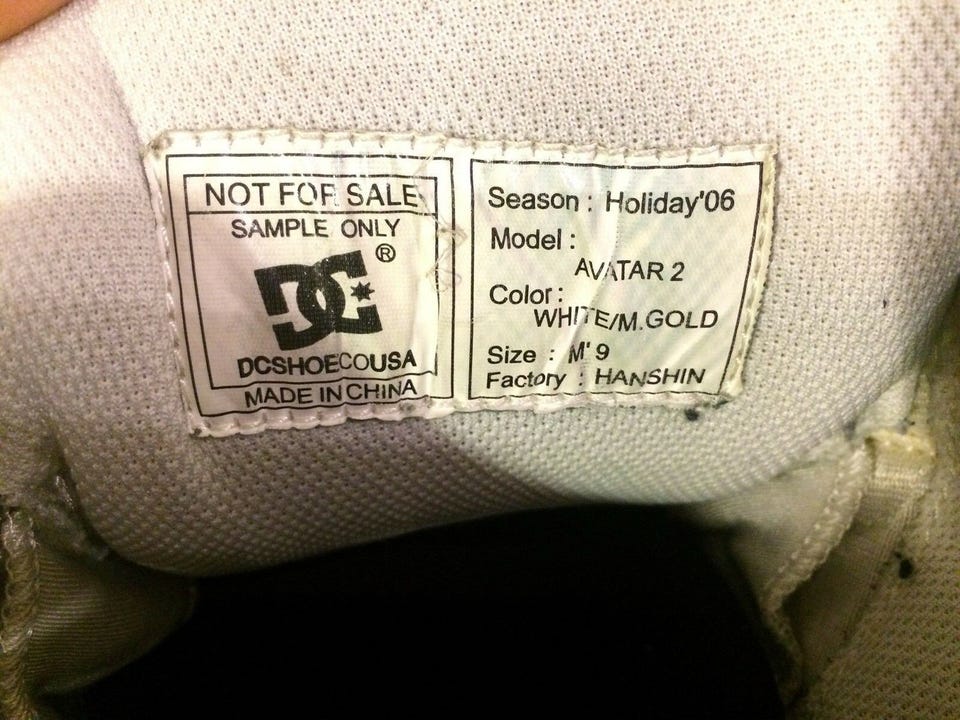 NOT FOR SALE
SAMPLE ONLY
DC®
DCSHOECOUSA
MADE IN CHINA
Season : Holiday'06
Model :
AVATAR 2
Color :
WHITE/M.GOLD
Size : M' 9
Factory : HANSHIN